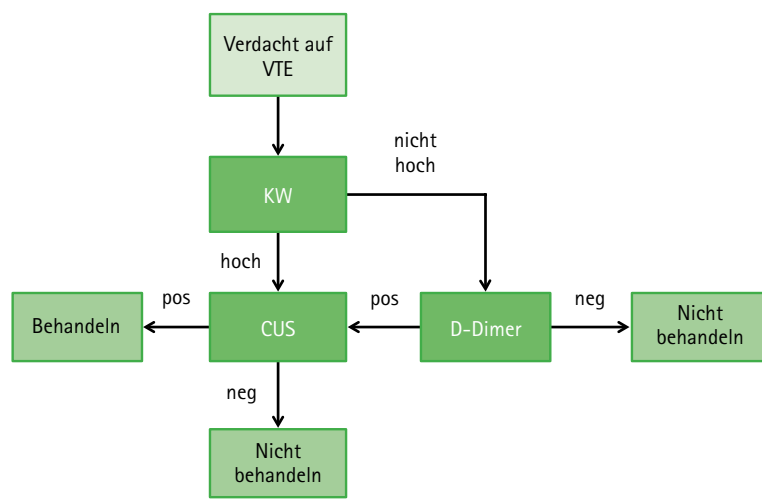 Verdacht auf
VTE
nicht
hoch
KW
hoch
Behandeln
pos
CUS
pos
D-Dimer
neg
Nicht
behandeln
neg
Nicht
behandeln